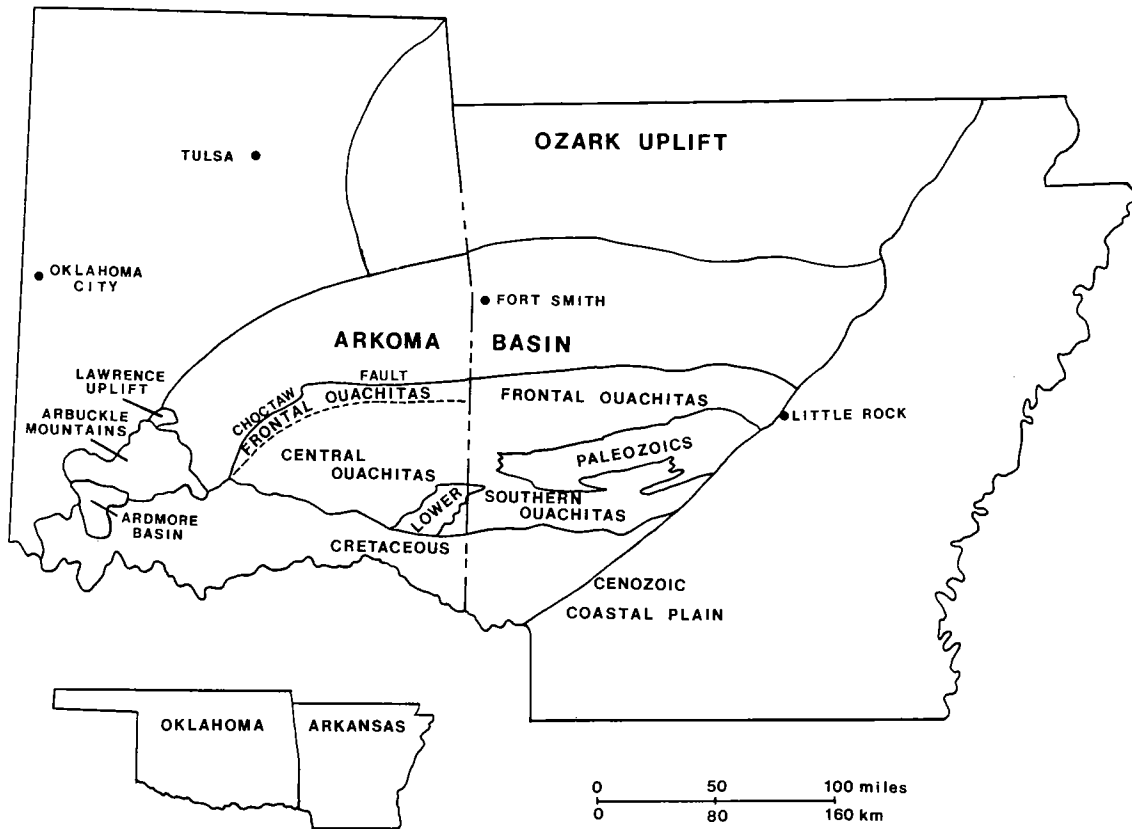 OZARK UPLIFT
TULSA
OKLAHOMA
CITY
FORT SMITH
ARKOMA BASIN
LAWRENCE
UPLIFT
ARBUCKLE
MOUNTAINS
CHOCTAW
FAULT
FRONTAL
OUACHITAS
FRONTAL OUACHITAS
LITTLE ROCK
PALEOZOICS
CENTRAL
OUACHITAS
LOWER
SOUTHERN
OUACHITAS
ARDMORE
BASIN
CRETACEOUS
CENOZOIC
COASTAL PLAIN
OKLAHOMA
ARKANSAS
0 50 100 miles
0 80 160 km